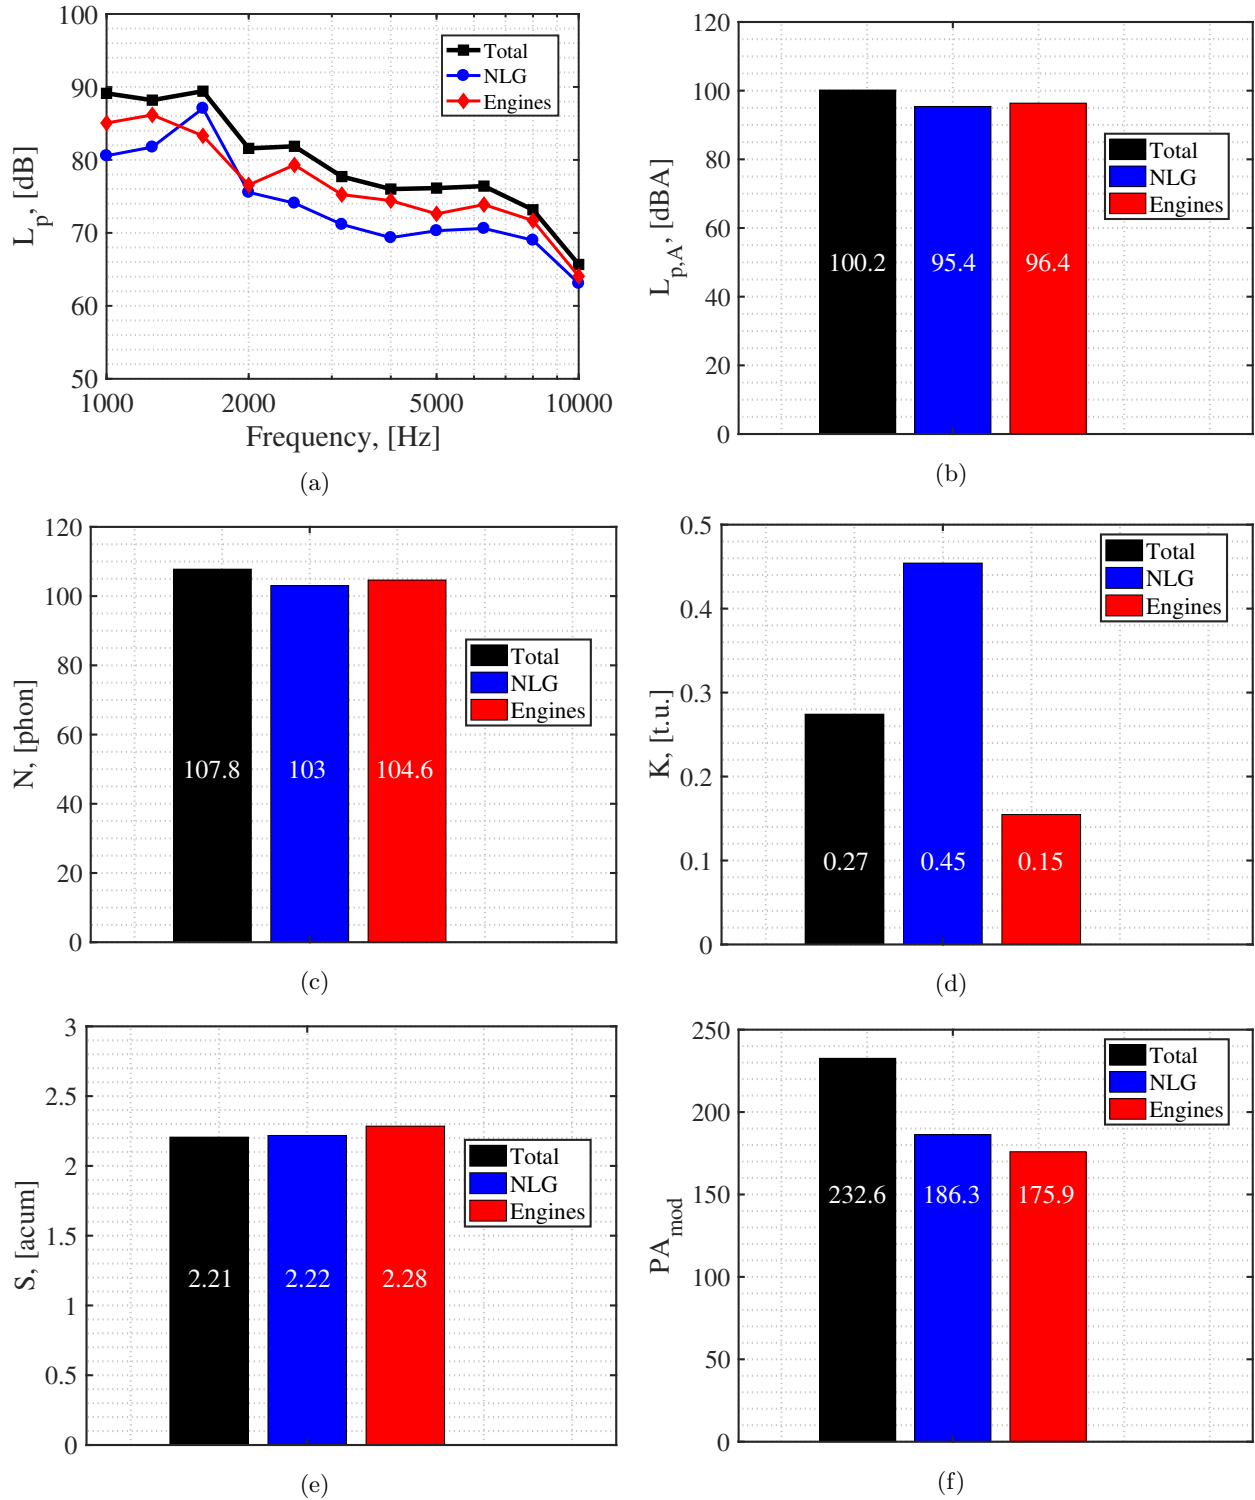 100
90
80
70
60
50
L_p, [dB]
1000 2000 5000 10000
Frequency, [Hz]
Total
NLG
Engines
(a)
120
100
80
60
40
20
0
L_p,A, [dBA]
100.2 95.4 96.4
Total
NLG
Engines
(b)
120
100
80
60
40
20
0
N, [phon]
107.8 103 104.6
Total
NLG
Engines
(c)
0.5
0.4
0.3
0.2
0.1
0
K, [t.u.]
0.27 0.45 0.15
Total
NLG
Engines
(d)
3
2.5
2
1.5
1
0.5
0
S, [acum]
2.21 2.22 2.28
Total
NLG
Engines
(e)
250
200
150
100
50
0
PA_mod
232.6 186.3 175.9
Total
NLG
Engines
(f)